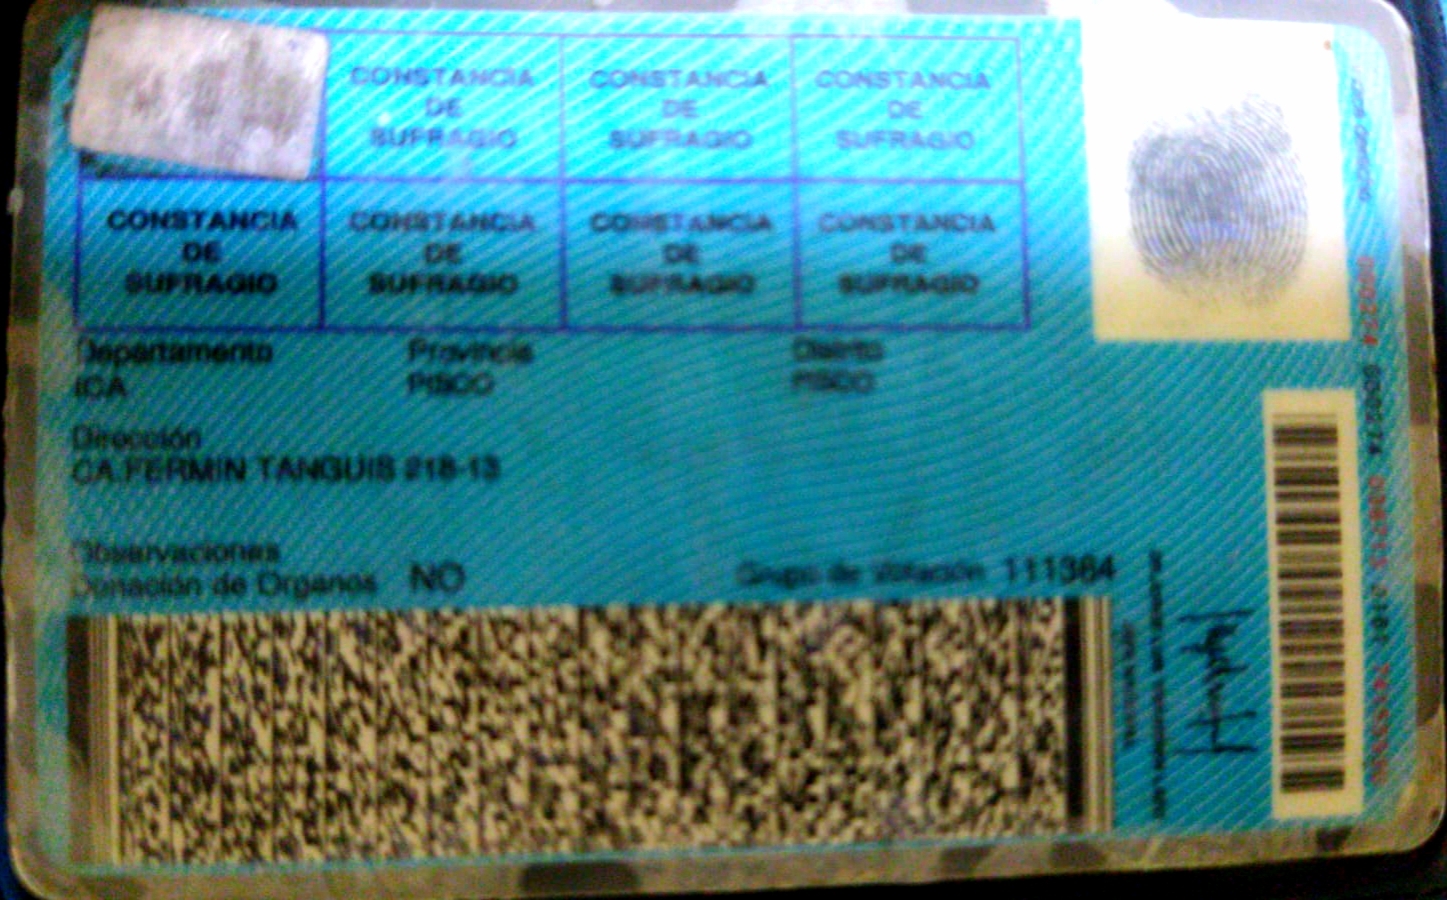 CONSTANCIA DE SUFRAGIO
CONSTANCIA DE SUFRAGIO
CONSTANCIA DE SUFRAGIO
CONSTANCIA DE SUFRAGIO
CONSTANCIA DE SUFRAGIO
CONSTANCIA DE SUFRAGIO
CONSTANCIA DE SUFRAGIO
Departamento Provincia Distrito
ICA PISCO PISCO
Dirección
CA.FERMIN TANGUIS 218-13
Observaciones
Donación de Organos NO Grupo de Votación 111364